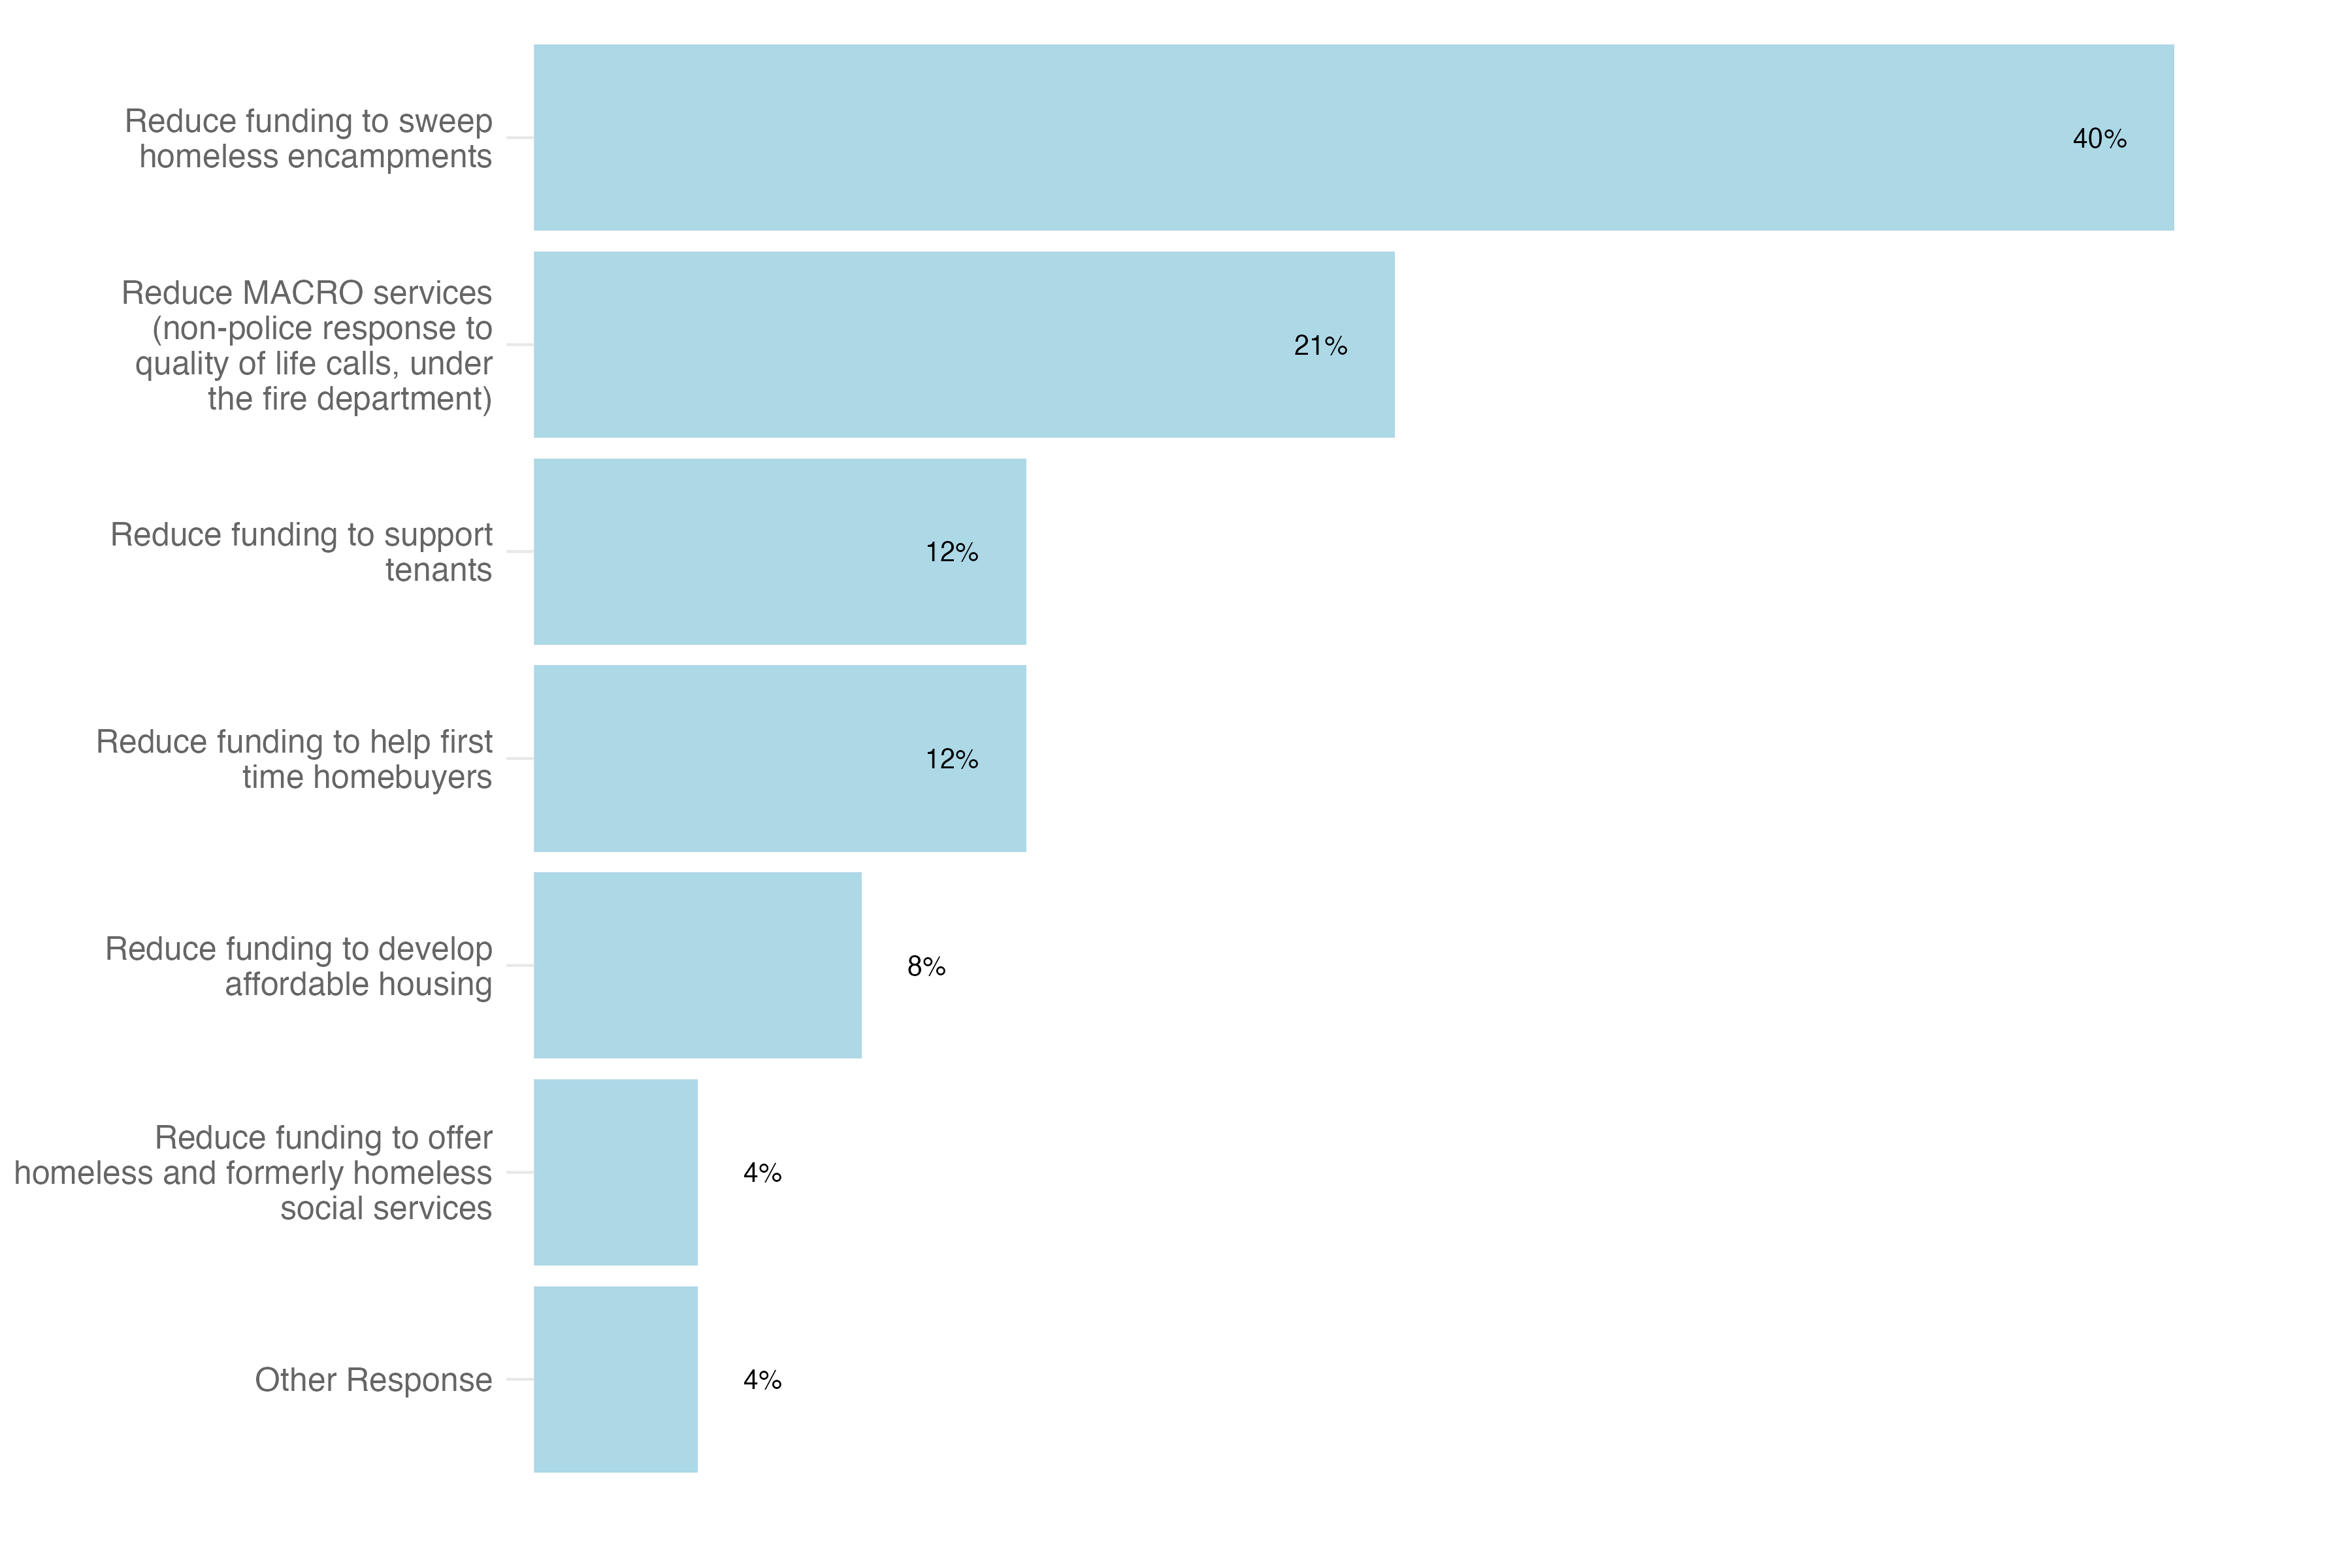 Reduce funding to sweep
homeless encampments
40%
Reduce MACRO services
(non-police response to
quality of life calls, under
the fire department)
21%
Reduce funding to support
tenants
12%
Reduce funding to help first
time homebuyers
12%
Reduce funding to develop
affordable housing
8%
Reduce funding to offer
homeless and formerly homeless
social services
4%
Other Response
4%